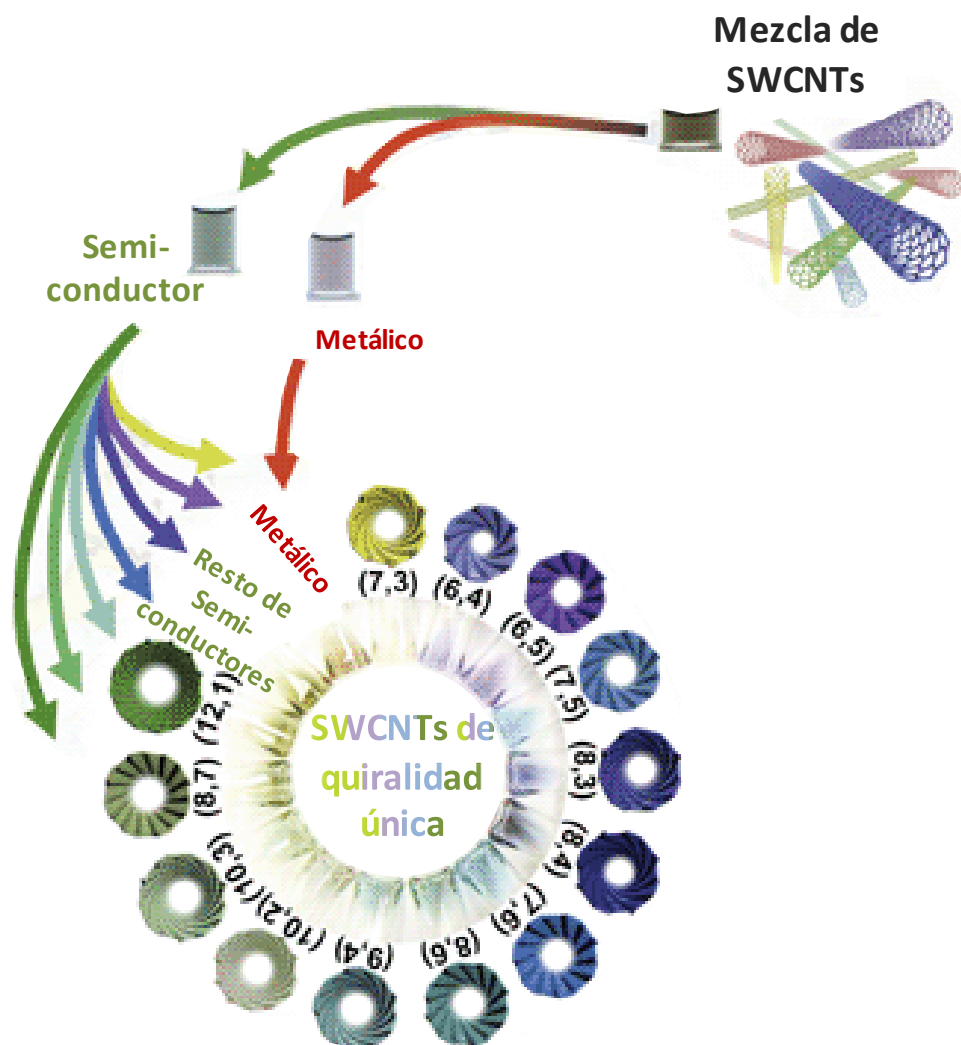 Mezcla de
SWCNTs
Semi-
conductor
Metálico
Metálico
Resto de
Semi-
conductores
(7,3)
(6,4)
(6,5)
(7,5)
(8,3)
(8,4)
(7,6)
(8,6)
(9,4)
(10,2)
(10,3)
(8,7)
(12,1)
SWCNTs de
quiralidad
única